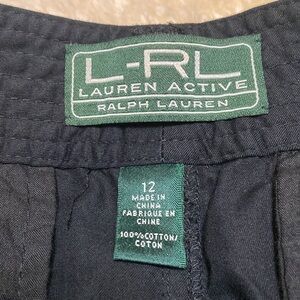 L-RL
LAUREN ACTIVE
RALPH LAUREN
12
MADE IN
CHINA
FABRIQUE EN
CHINE
100% COTTON/
COTON